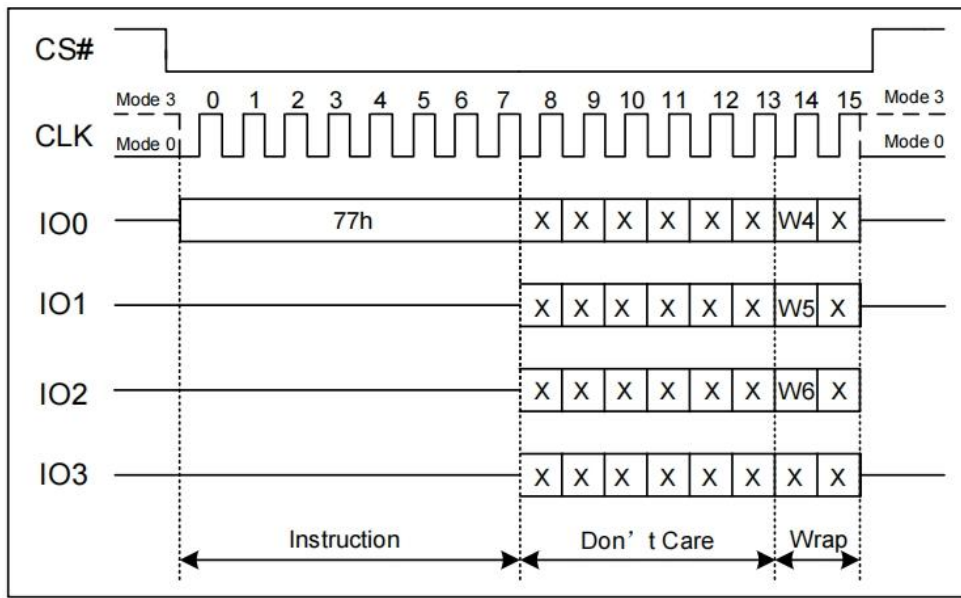 CS#
Mode 3 0 1 2 3 4 5 6 7 8 9 10 11 12 13 14 15 Mode 3
CLK
Mode 0 Mode 0
IO0 77h X X X X X X W4 X
IO1 X X X X X X W5 X
IO2 X X X X X X W6 X
IO3 X X X X X X X X
Instruction Don’t Care Wrap